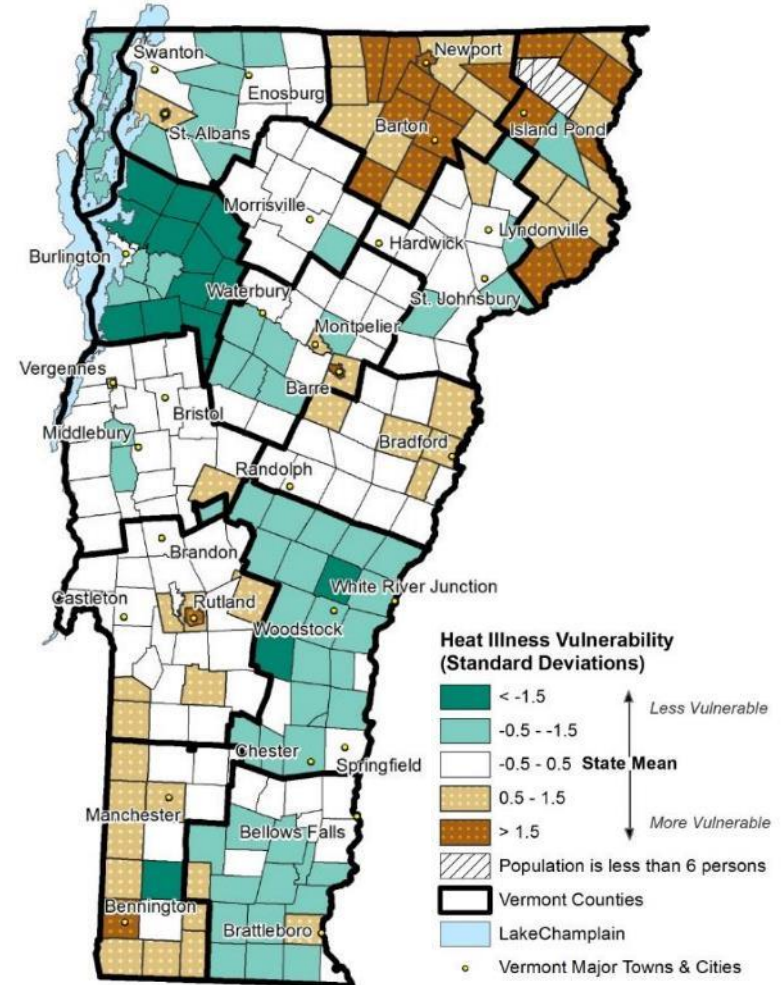 Swanton
Newport
Enosburg
St. Albans
Barton
Island Pond
Morrisville
Hardwick
Lyndonville
Burlington
Waterbury
St. Johnsbury
Montpelier
Vergennes
Barre
Bristol
Middlebury
Bradford
Randolph
Brandon
White River Junction
Castleton
Rutland
Woodstock
Chester
Springfield
Manchester
Bellows Falls
Bennington
Brattleboro
Heat Illness Vulnerability
(Standard Deviations)
< -1.5
Less Vulnerable
-0.5 - -1.5
-0.5 - 0.5 State Mean
0.5 - 1.5
More Vulnerable
> 1.5
Population is less than 6 persons
Vermont Counties
LakeChamplain
Vermont Major Towns & Cities